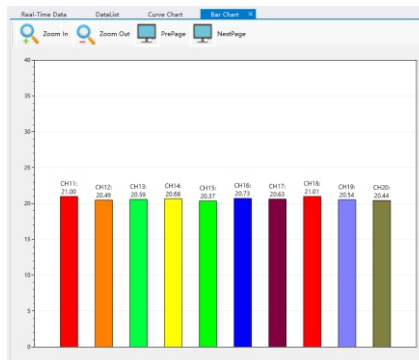 Real-Time Data DataList Curve Chart Bar Chart ×
Zoom In Zoom Out PrePage NextPage
40
35
30
25
20
15
10
5
0
CH11: CH12: CH13: CH14: CH15: CH16: CH17: CH18: CH19: CH20:
21.00 20.49 20.59 20.68 20.37 20.73 20.63 21.01 20.54 20.44